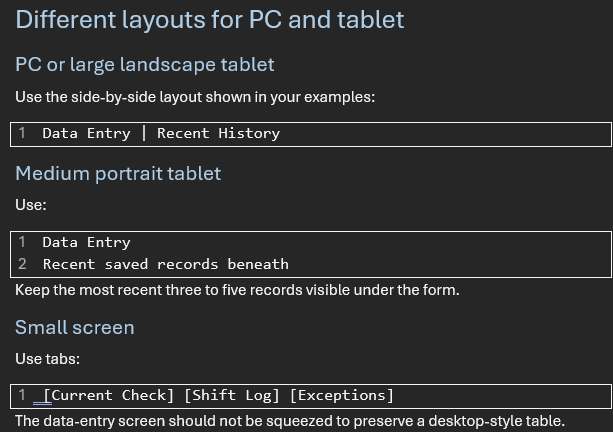 Different layouts for PC and tablet
PC or large landscape tablet
Use the side-by-side layout shown in your examples:
1 Data Entry | Recent History
Medium portrait tablet
Use:
1 Data Entry
2 Recent saved records beneath
Keep the most recent three to five records visible under the form.
Small screen
Use tabs:
1 [Current Check] [Shift Log] [Exceptions]
The data-entry screen should not be squeezed to preserve a desktop-style table.